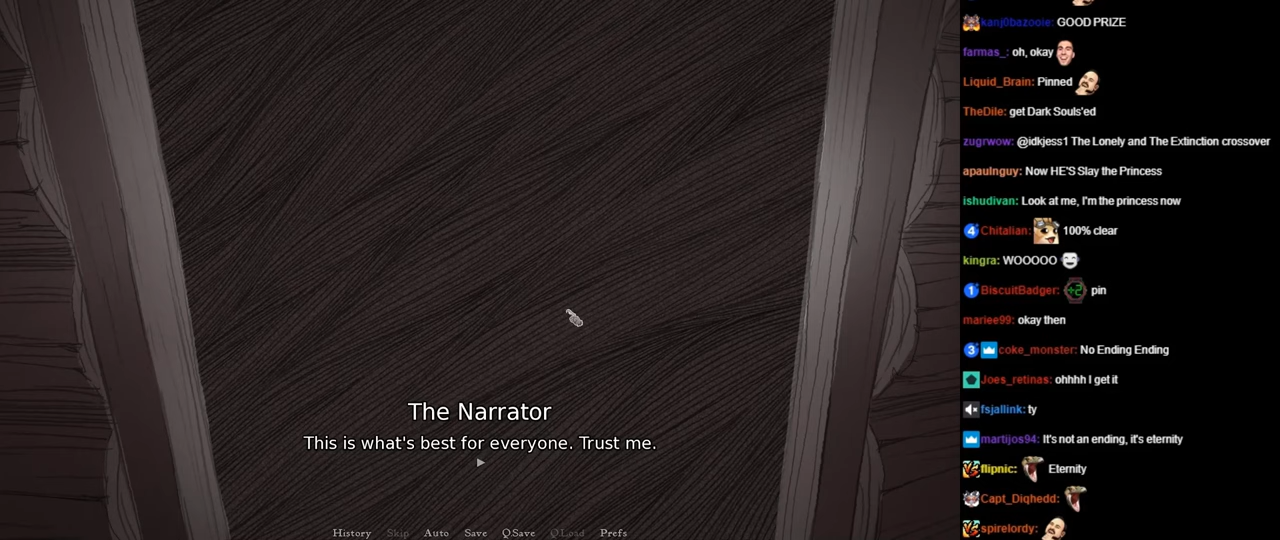 The Narrator
This is what's best for everyone. Trust me.
History Skip Auto Save Q.Save Q.Load Prefs
kanj0bazooie: GOOD PRIZE
farmas_: oh, okay
Liquid_Brain: Pinned
TheDile: get Dark Souls'ed
zugrwow: @idkjess1 The Lonely and The Extinction crossover
apaulnguy: Now HE'S Slay the Princess
ishudivan: Look at me, I'm the princess now
4 Chitalian: 100% clear
kingra: WOOOOO
1 BiscuitBadger: +2 pin
mariee99: okay then
3 coke_monster: No Ending Ending
Joes_retinas: ohhhh I get it
fsjallink: ty
martijos94: It's not an ending, it's eternity
flipnic: Eternity
Capt_Diqhedd:
spirelordy: